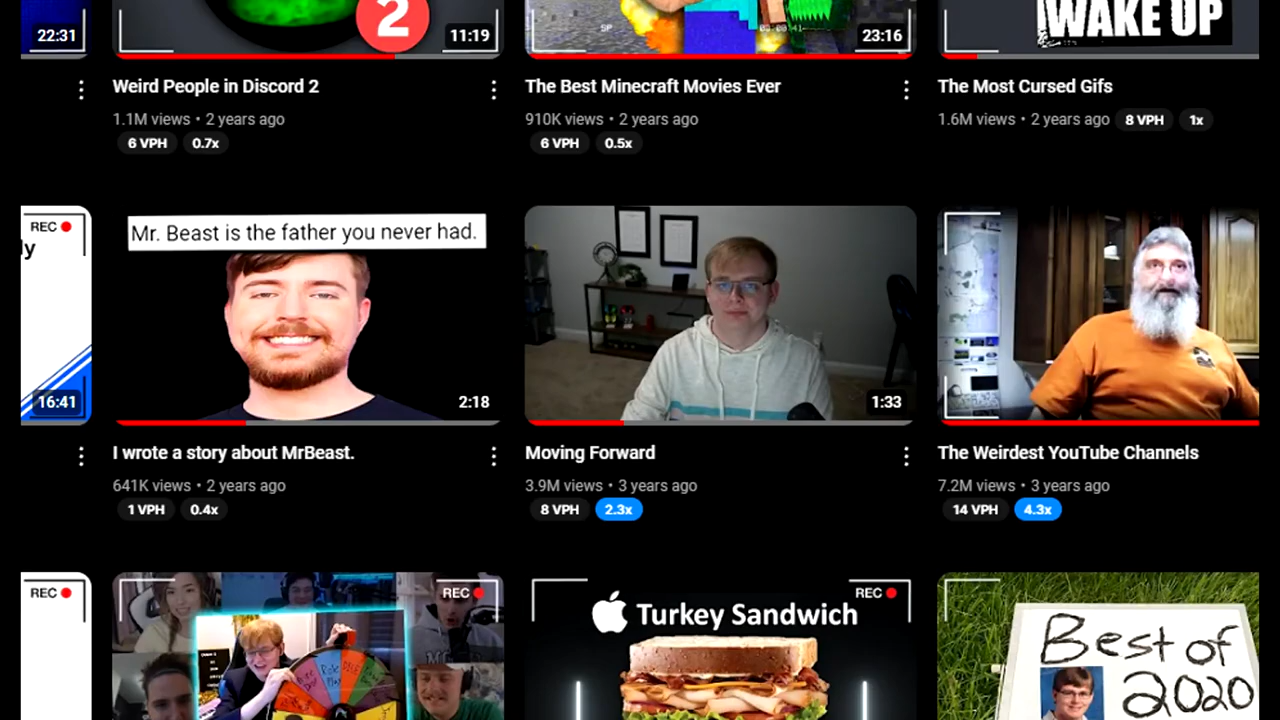 22:31
2
11:19
SP
23:16
WAKE UP
Weird People in Discord 2
The Best Minecraft Movies Ever
The Most Cursed Gifs
1.1M views • 2 years ago
910K views • 2 years ago
1.6M views • 2 years ago 8 VPH 1x
6 VPH 0.7x
6 VPH 0.5x
REC
ly
16:41
Mr. Beast is the father you never had.
2:18
1:33
I wrote a story about MrBeast.
Moving Forward
The Weirdest YouTube Channels
641K views • 2 years ago
3.9M views • 3 years ago
7.2M views • 3 years ago
1 VPH 0.4x
8 VPH 2.3x
14 VPH 4.3x
REC
REC
REC
Turkey Sandwich
Best of
2020